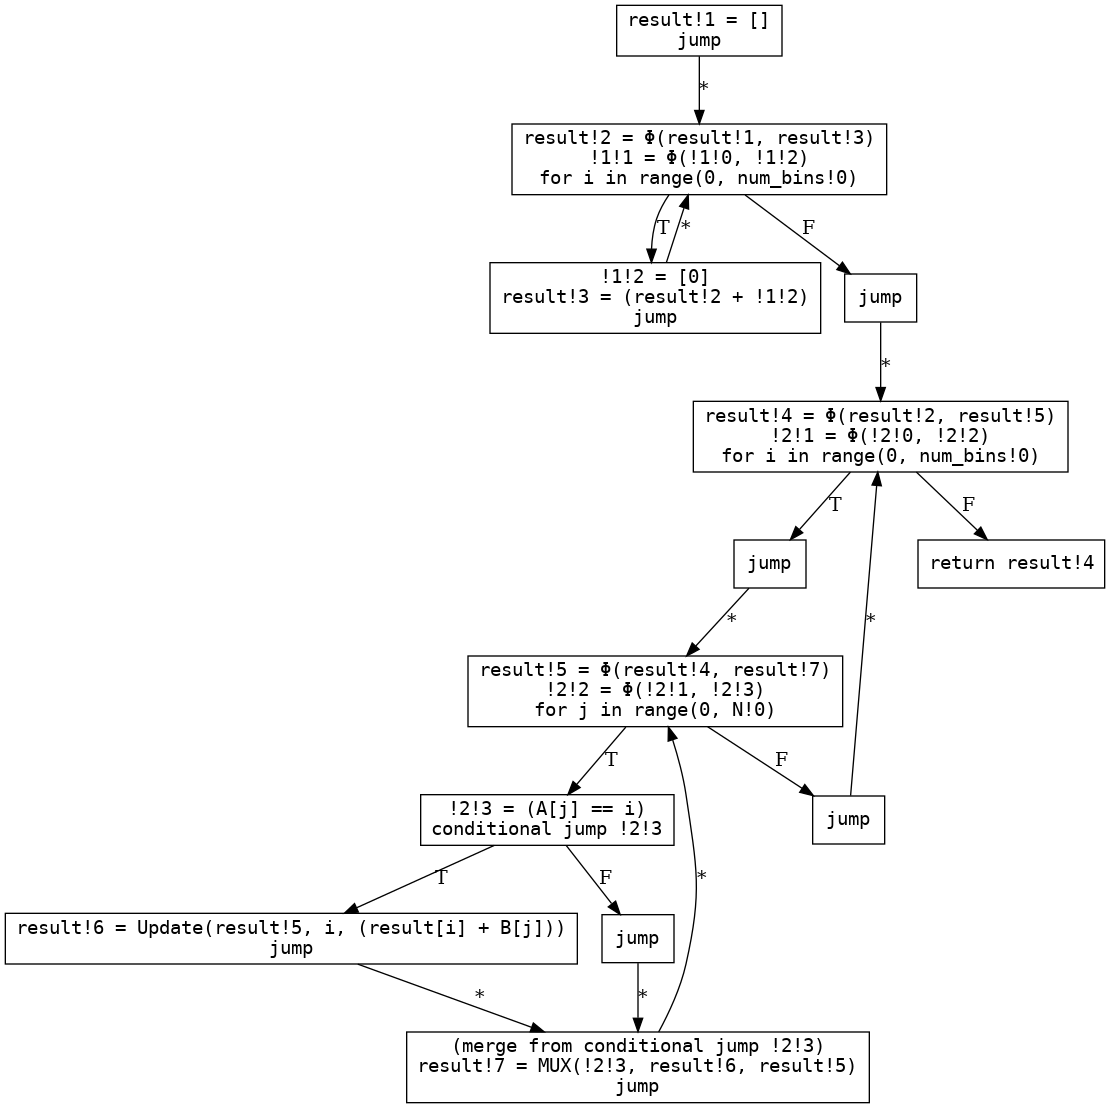 result!1 = []
jump
*
result!2 = Φ(result!1, result!3)
!1!1 = Φ(!1!0, !1!2)
for i in range(0, num_bins!0)
T
*
F
!1!2 = [0]
result!3 = (result!2 + !1!2)
jump
jump
*
result!4 = Φ(result!2, result!5)
!2!1 = Φ(!2!0, !2!2)
for i in range(0, num_bins!0)
T
F
jump
return result!4
*
*
result!5 = Φ(result!4, result!7)
!2!2 = Φ(!2!1, !2!3)
for j in range(0, N!0)
T
F
!2!3 = (A[j] == i)
conditional jump !2!3
jump
T
F
*
result!6 = Update(result!5, i, (result[i] + B[j]))
jump
jump
*
*
(merge from conditional jump !2!3)
result!7 = MUX(!2!3, result!6, result!5)
jump